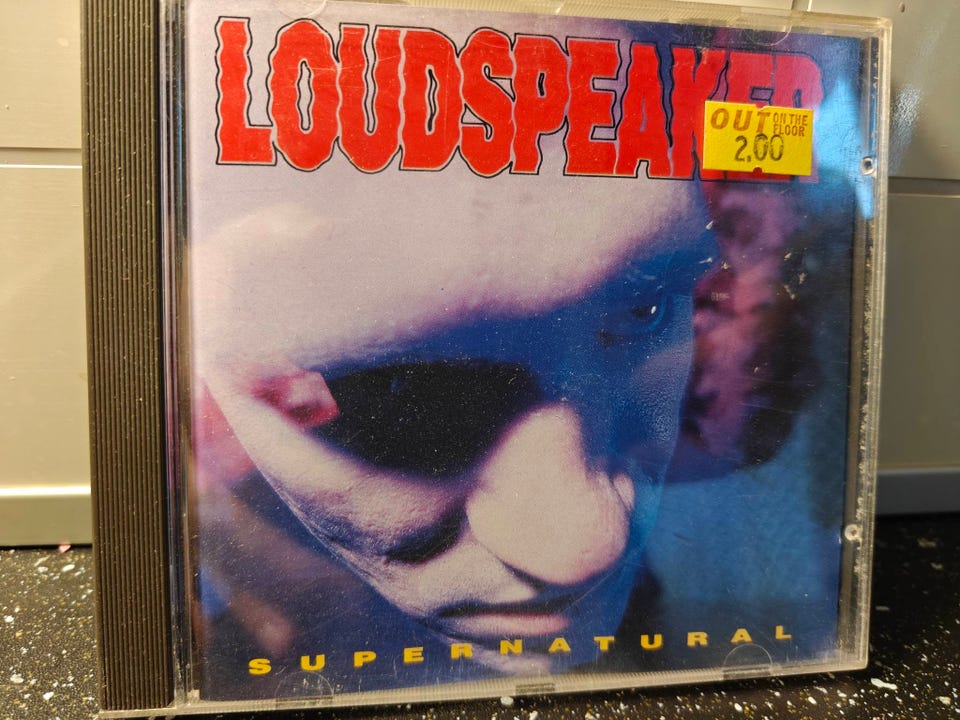 LOUDSPEAKER
OUT ON THE FLOOR
2.00
SUPERNATURAL